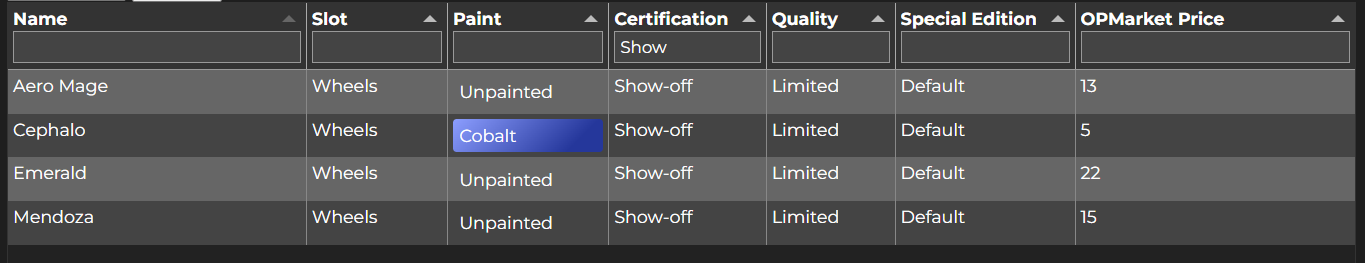 Name Slot Paint Certification Quality Special Edition OPMarket Price
Show
Aero Mage Wheels Unpainted Show-off Limited Default 13
Cephalo Wheels Cobalt Show-off Limited Default 5
Emerald Wheels Unpainted Show-off Limited Default 22
Mendoza Wheels Unpainted Show-off Limited Default 15